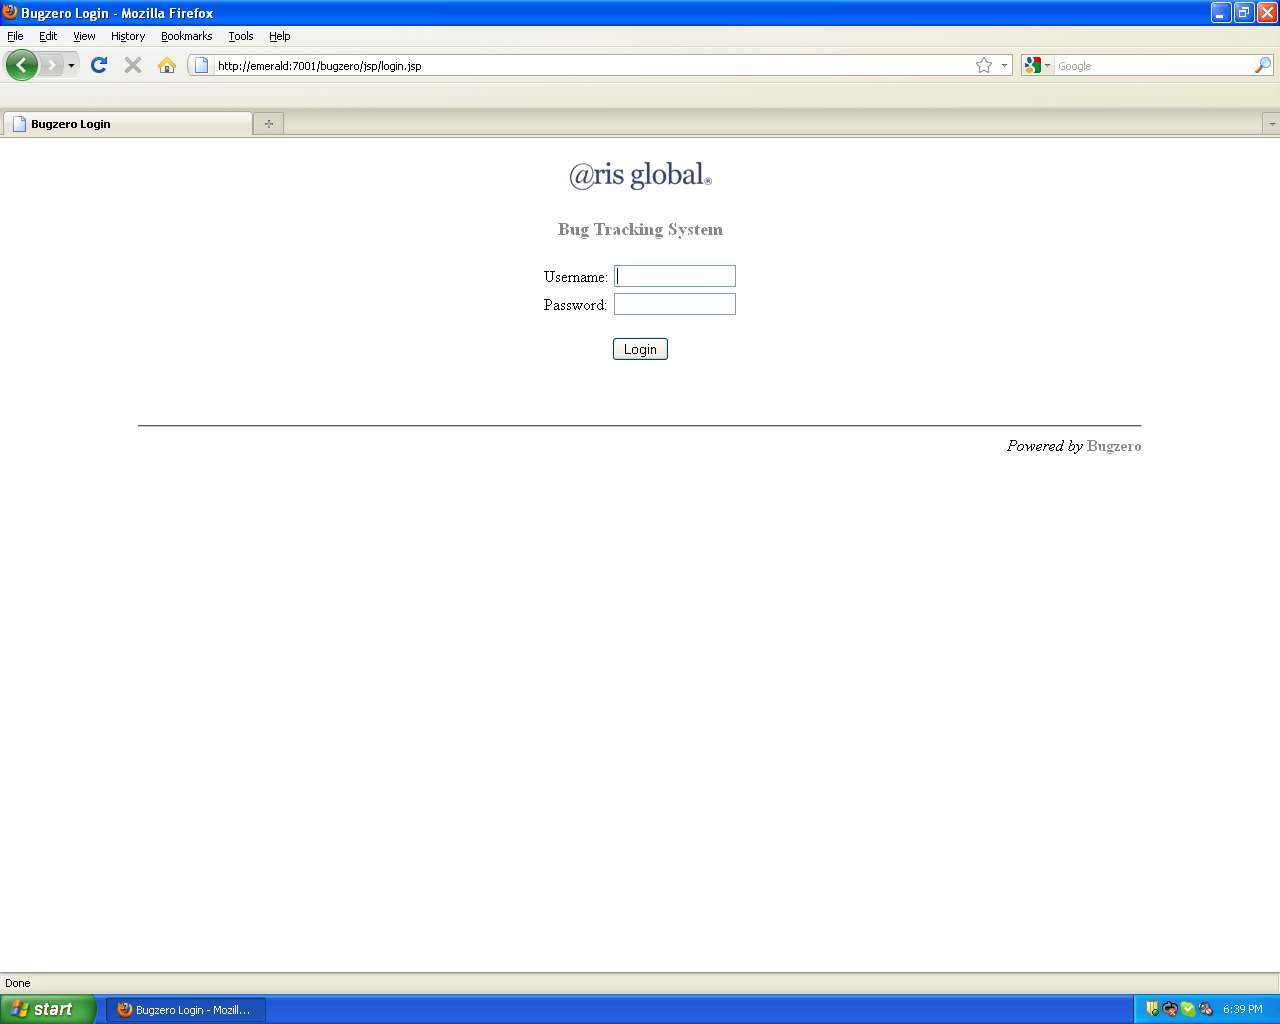 Bugzero Login - Mozilla Firefox
File Edit View History Bookmarks Tools Help
http://emerald:7001/bugzero/jsp/login.jsp
Google
Bugzero Login
@ris global®
Bug Tracking System
Username:
Password:
Login
Powered by Bugzero
Done
start
Bugzero Login - Mozill...
6:39 PM